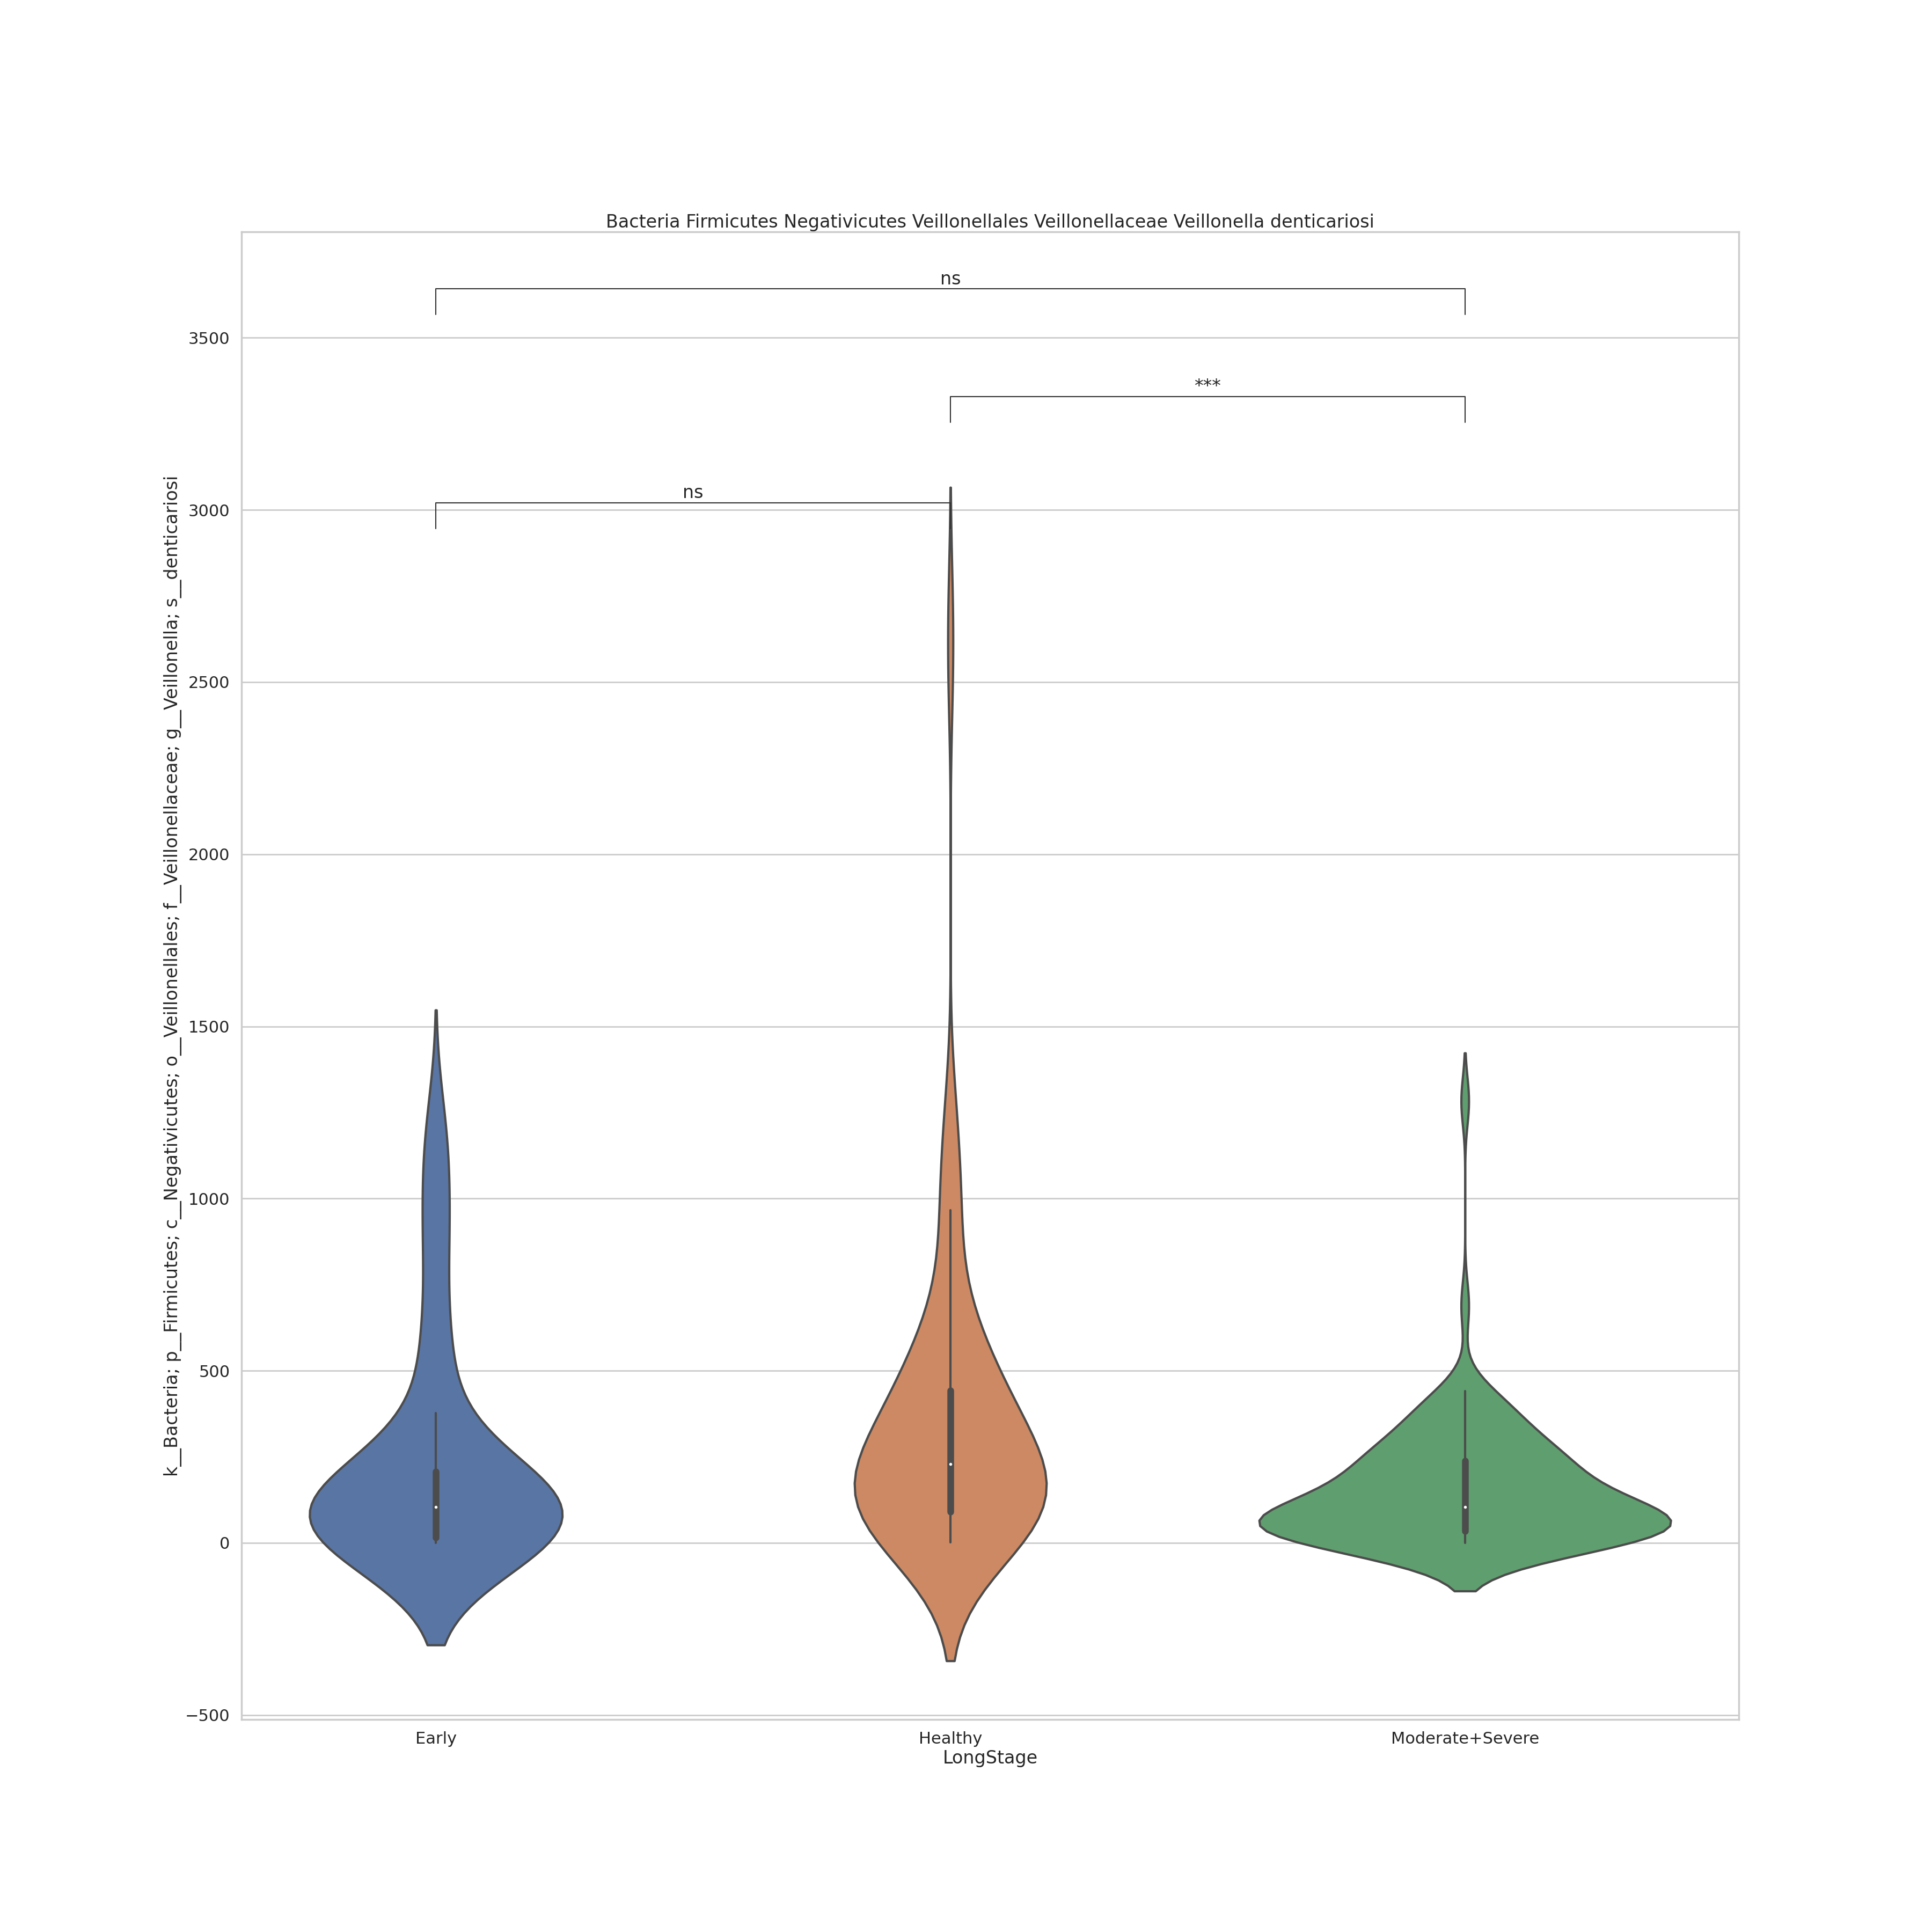 Bacteria Firmicutes Negativicutes Veillonellales Veillonellaceae Veillonella denticariosi
ns
***
ns
3500
3000
2500
2000
1500
1000
500
0
−500
k__Bacteria; p__Firmicutes; c__Negativicutes; o__Veillonellales; f__Veillonellaceae; g__Veillonella; s__denticariosi
Early Healthy Moderate+Severe
LongStage